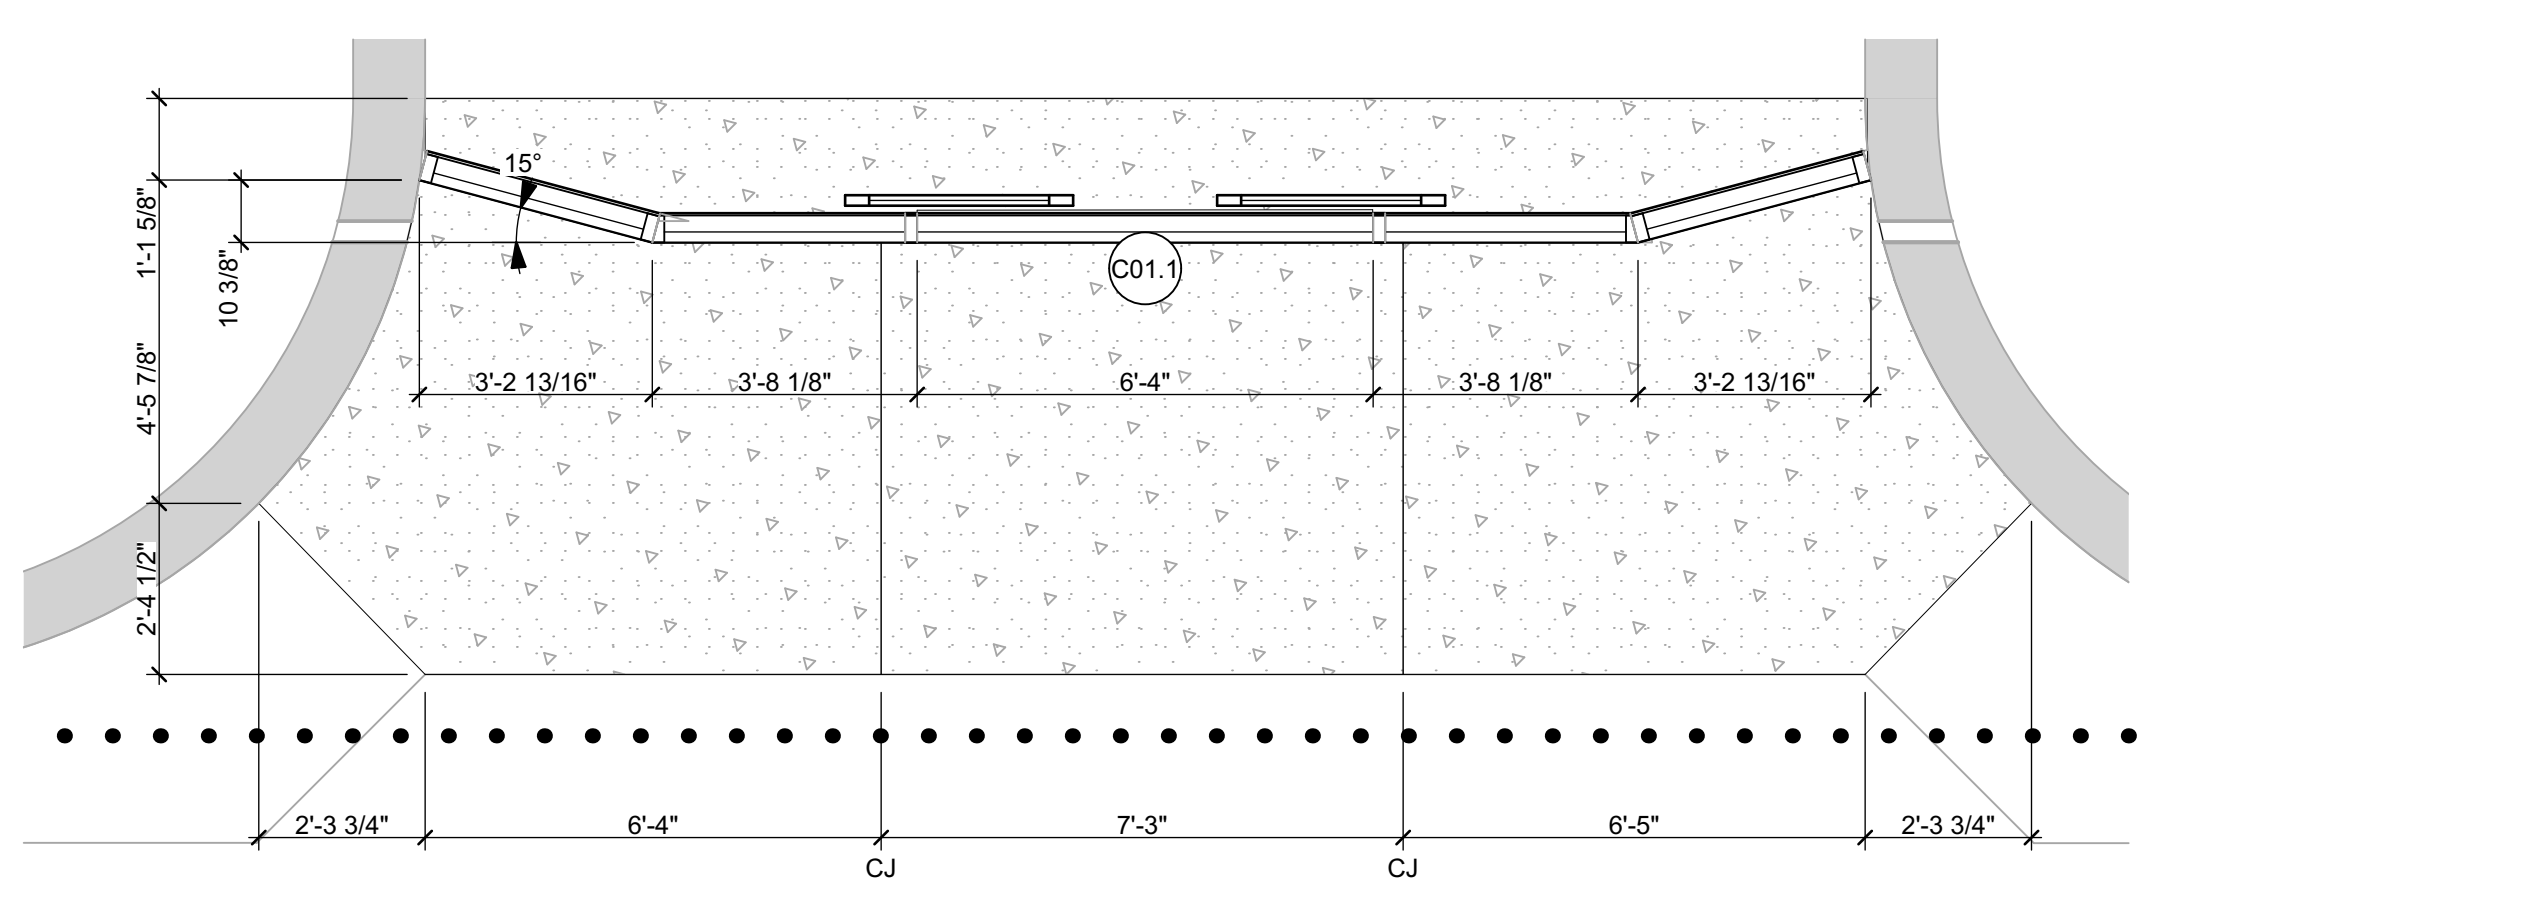 15°
1'-1 5/8"
10 3/8"
C01.1
4'-5 7/8"
3'-2 13/16" 3'-8 1/8" 6'-4" 3'-8 1/8" 3'-2 13/16"
2'-4 1/2"
2'-3 3/4" 6'-4" 7'-3" 6'-5" 2'-3 3/4"
CJ CJ